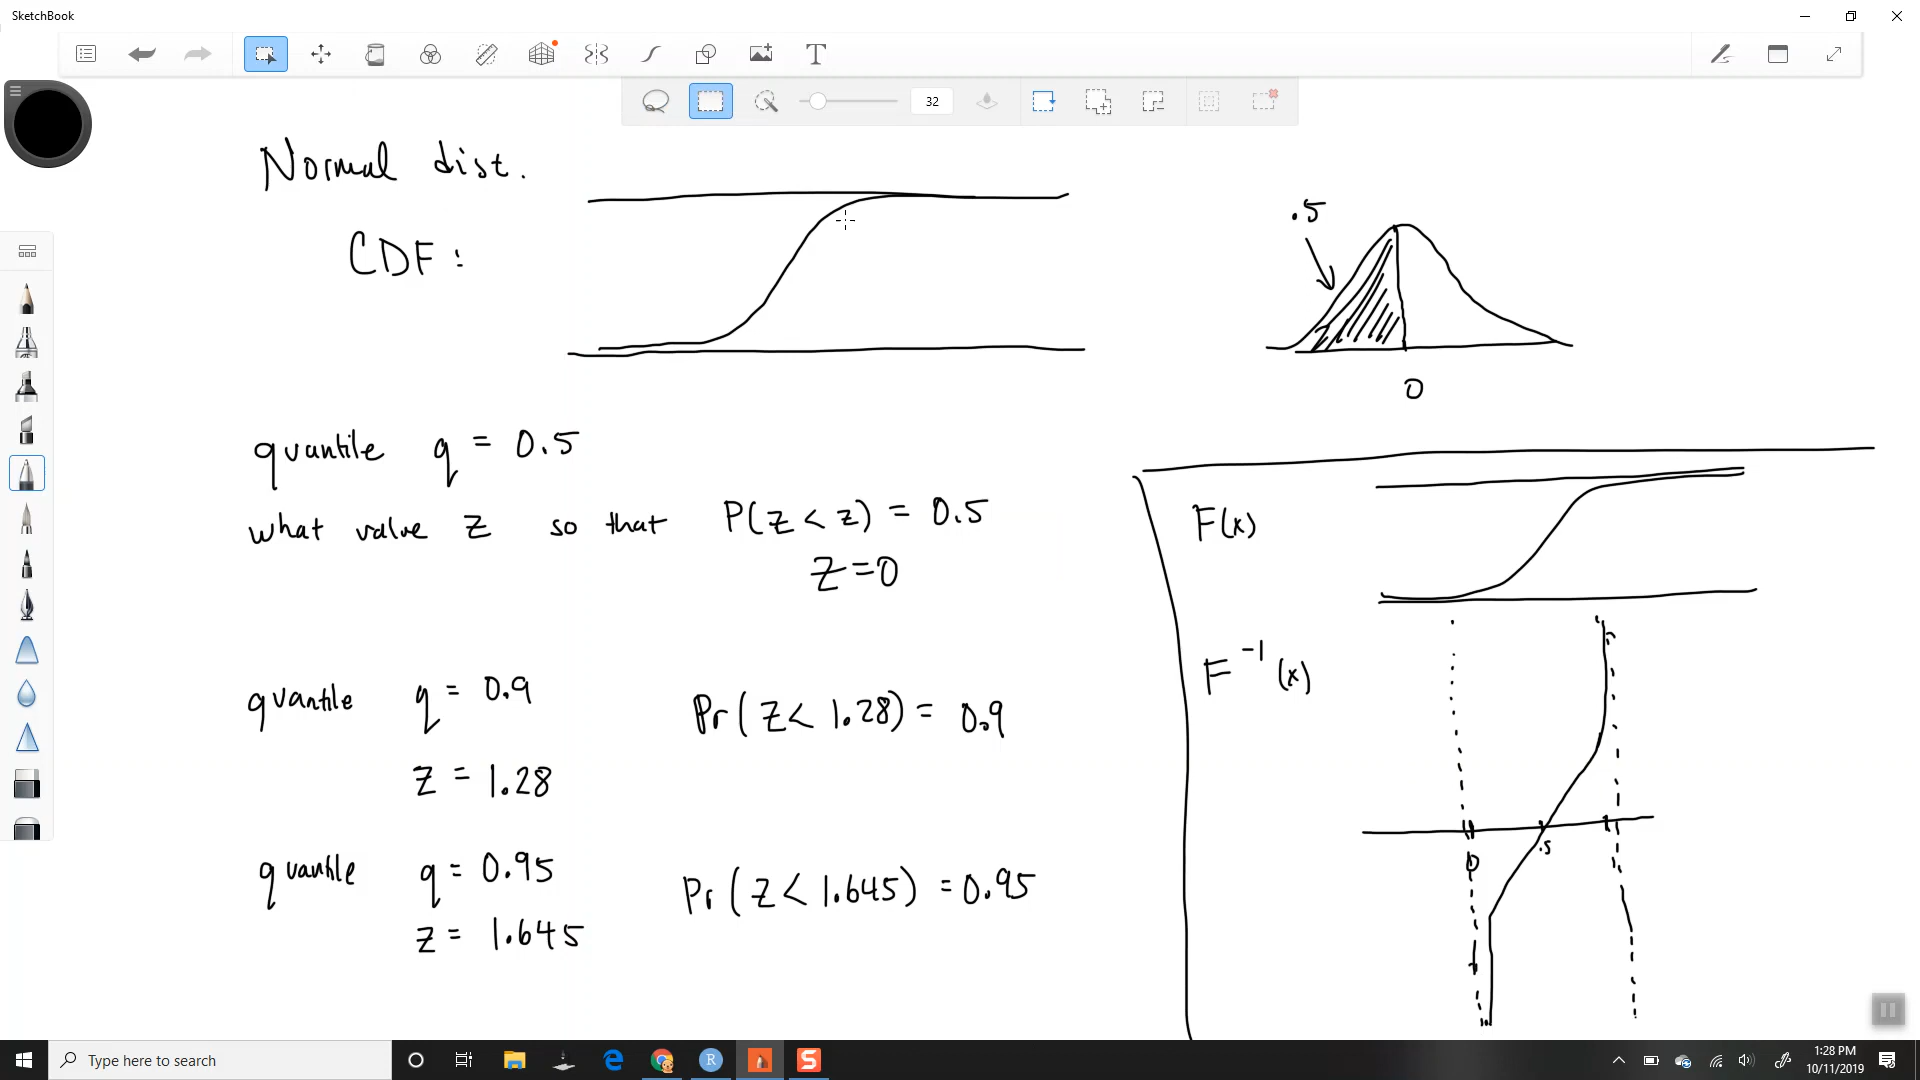 SketchBook
32
Normal dist.
CDF:
.5
0
quantile q = 0.5
what value z so that P(Z < z) = 0.5
z=0
F(x)
F⁻¹(x)
quantile q = 0.9 Pr(Z< 1.28) = 0.9
z = 1.28
0 .5 1
quantile q = 0.95 Pr(Z< 1.645) = 0.95
z = 1.645
Type here to search
1:28 PM
10/11/2019